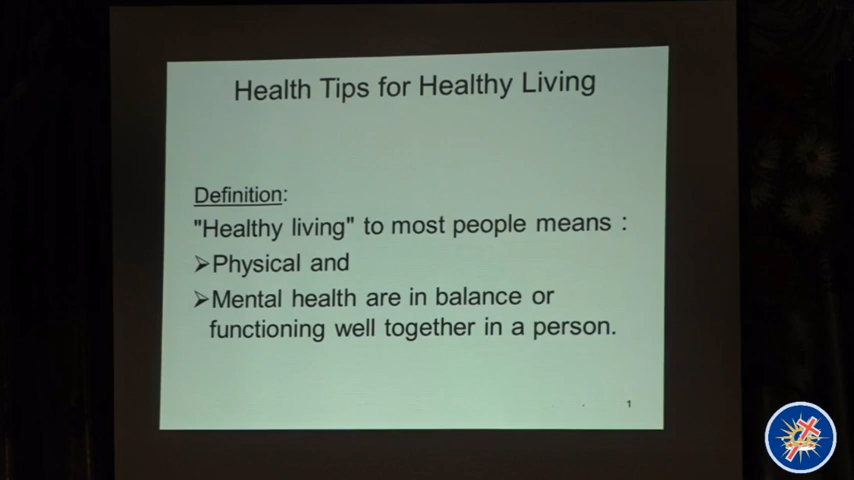 Health Tips for Healthy Living
Definition:
"Healthy living" to most people means :
➢Physical and
➢Mental health are in balance or
functioning well together in a person.
1